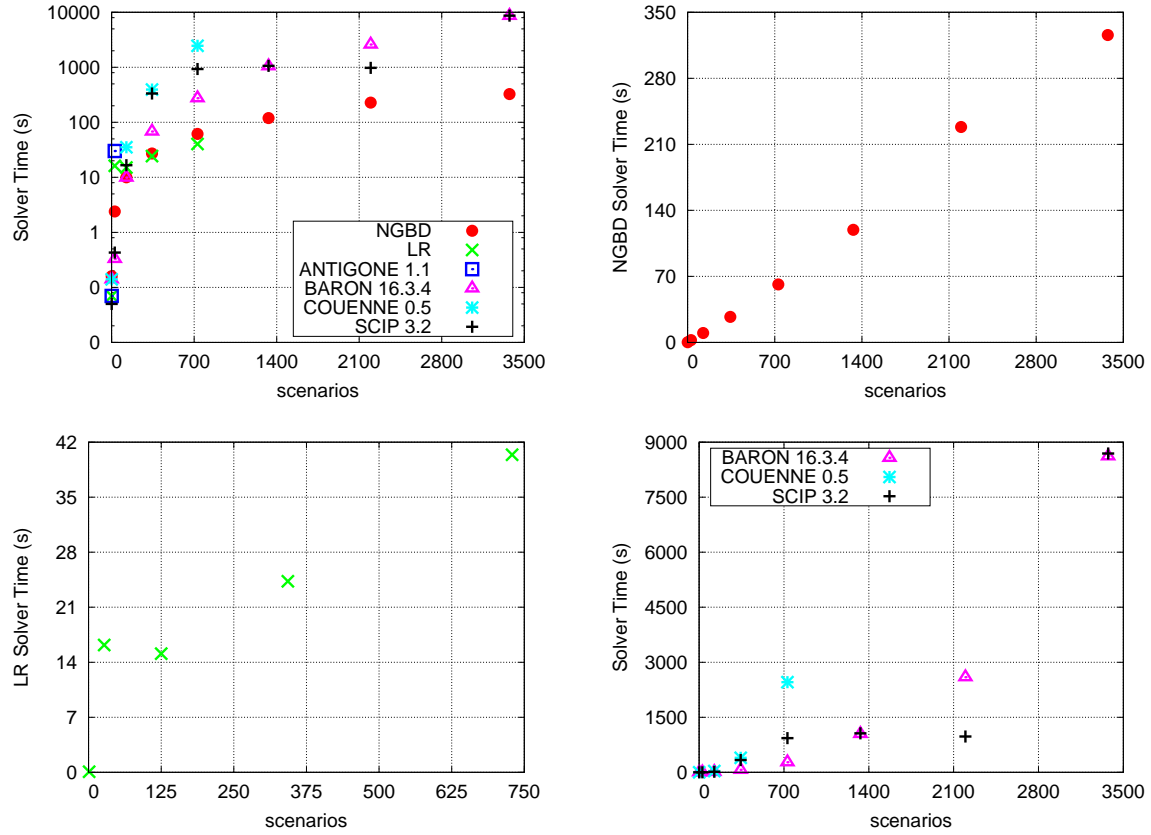 10000
1000
100
10
1
0
0
Solver Time (s)
0 700 1400 2100 2800 3500
scenarios
NGBD
LR
ANTIGONE 1.1
BARON 16.3.4
COUENNE 0.5
SCIP 3.2
350
280
210
140
70
0
NGBD Solver Time (s)
0 700 1400 2100 2800 3500
scenarios
42
35
28
21
14
7
0
LR Solver Time (s)
0 125 250 375 500 625 750
scenarios
9000
7500
6000
4500
3000
1500
0
Solver Time (s)
0 700 1400 2100 2800 3500
scenarios
BARON 16.3.4
COUENNE 0.5
SCIP 3.2